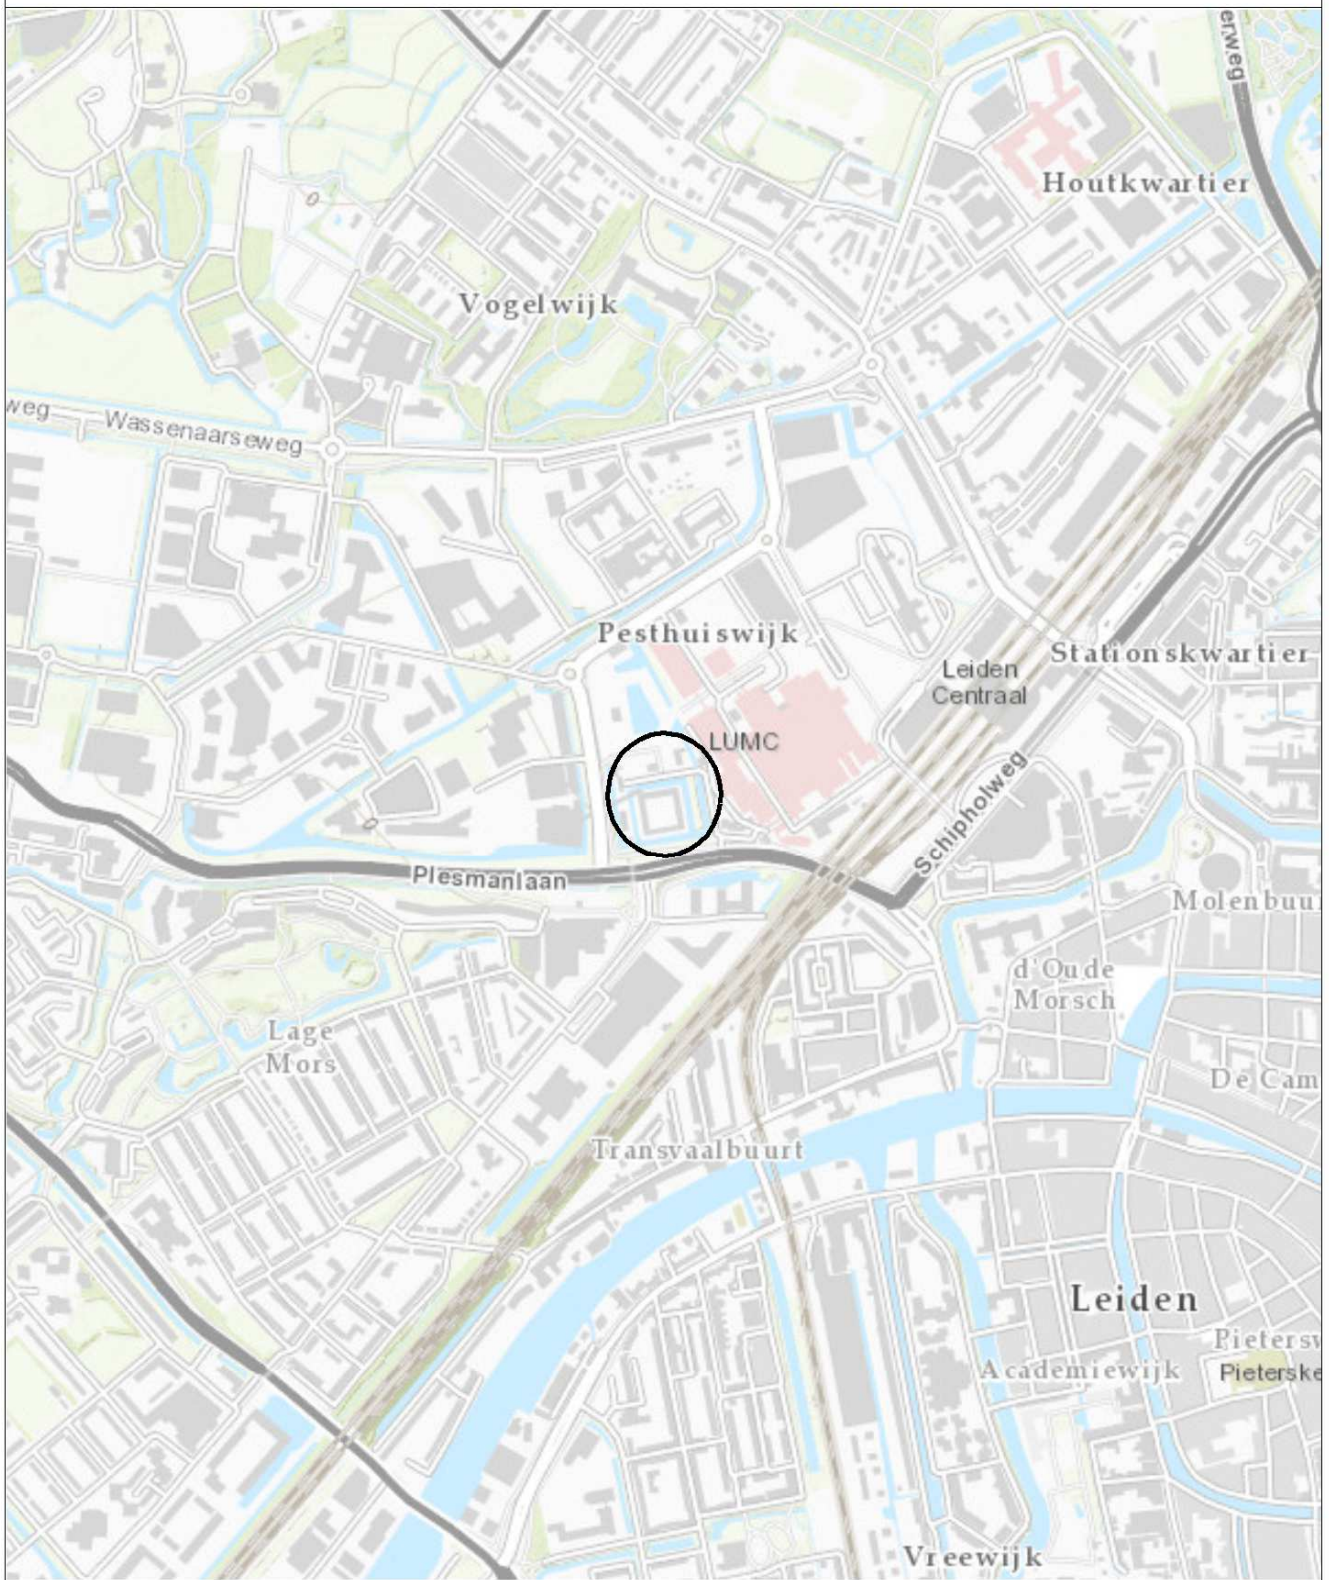 erweg
Houtkwartier
Vogelwijk
weg
Wassenaarseweg
Pesthuiswijk
Stationskwartier
Leiden
Centraal
LUMC
Schipholweg
Plesmanlaan
Molenbuu
d'Oude
Morsch
Lage
Mors
De Cam
Transvaalbuurt
Leiden
Pietersw
Academiewijk
Pieterske
Vreewijk